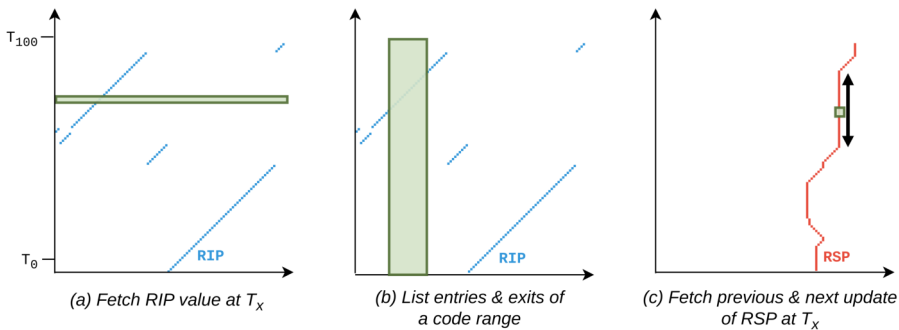 T100
T0
RIP
(a) Fetch RIP value at Tx
RIP
(b) List entries & exits of
a code range
RSP
(c) Fetch previous & next update
of RSP at Tx